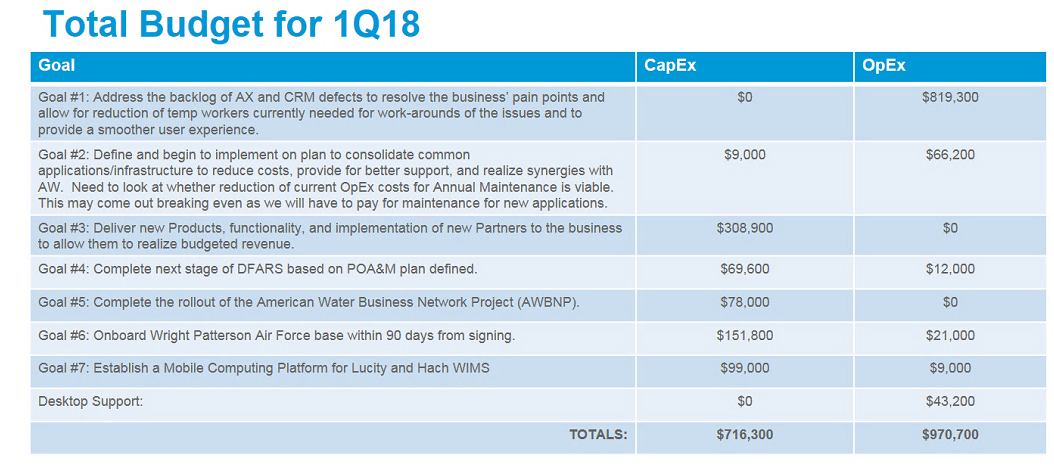 Total Budget for 1Q18
Goal CapEx OpEx
Goal #1: Address the backlog of AX and CRM defects to resolve the business' pain points and $0 $819,300
allow for reduction of temp workers currently needed for work-arounds of the issues and to
provide a smoother user experience.
Goal #2: Define and begin to implement on plan to consolidate common $9,000 $66,200
applications/infrastructure to reduce costs, provide for better support, and realize synergies with
AW. Need to look at whether reduction of current OpEx costs for Annual Maintenance is viable.
This may come out breaking even as we will have to pay for maintenance for new applications.
Goal #3: Deliver new Products, functionality, and implementation of new Partners to the business $308,900 $0
to allow them to realize budgeted revenue.
Goal #4: Complete next stage of DFARS based on POA&M plan defined. $69,600 $12,000
Goal #5: Complete the rollout of the American Water Business Network Project (AWBNP). $78,000 $0
Goal #6: Onboard Wright Patterson Air Force base within 90 days from signing. $151,800 $21,000
Goal #7: Establish a Mobile Computing Platform for Lucity and Hach WIMS $99,000 $9,000
Desktop Support: $0 $43,200
TOTALS: $716,300 $970,700